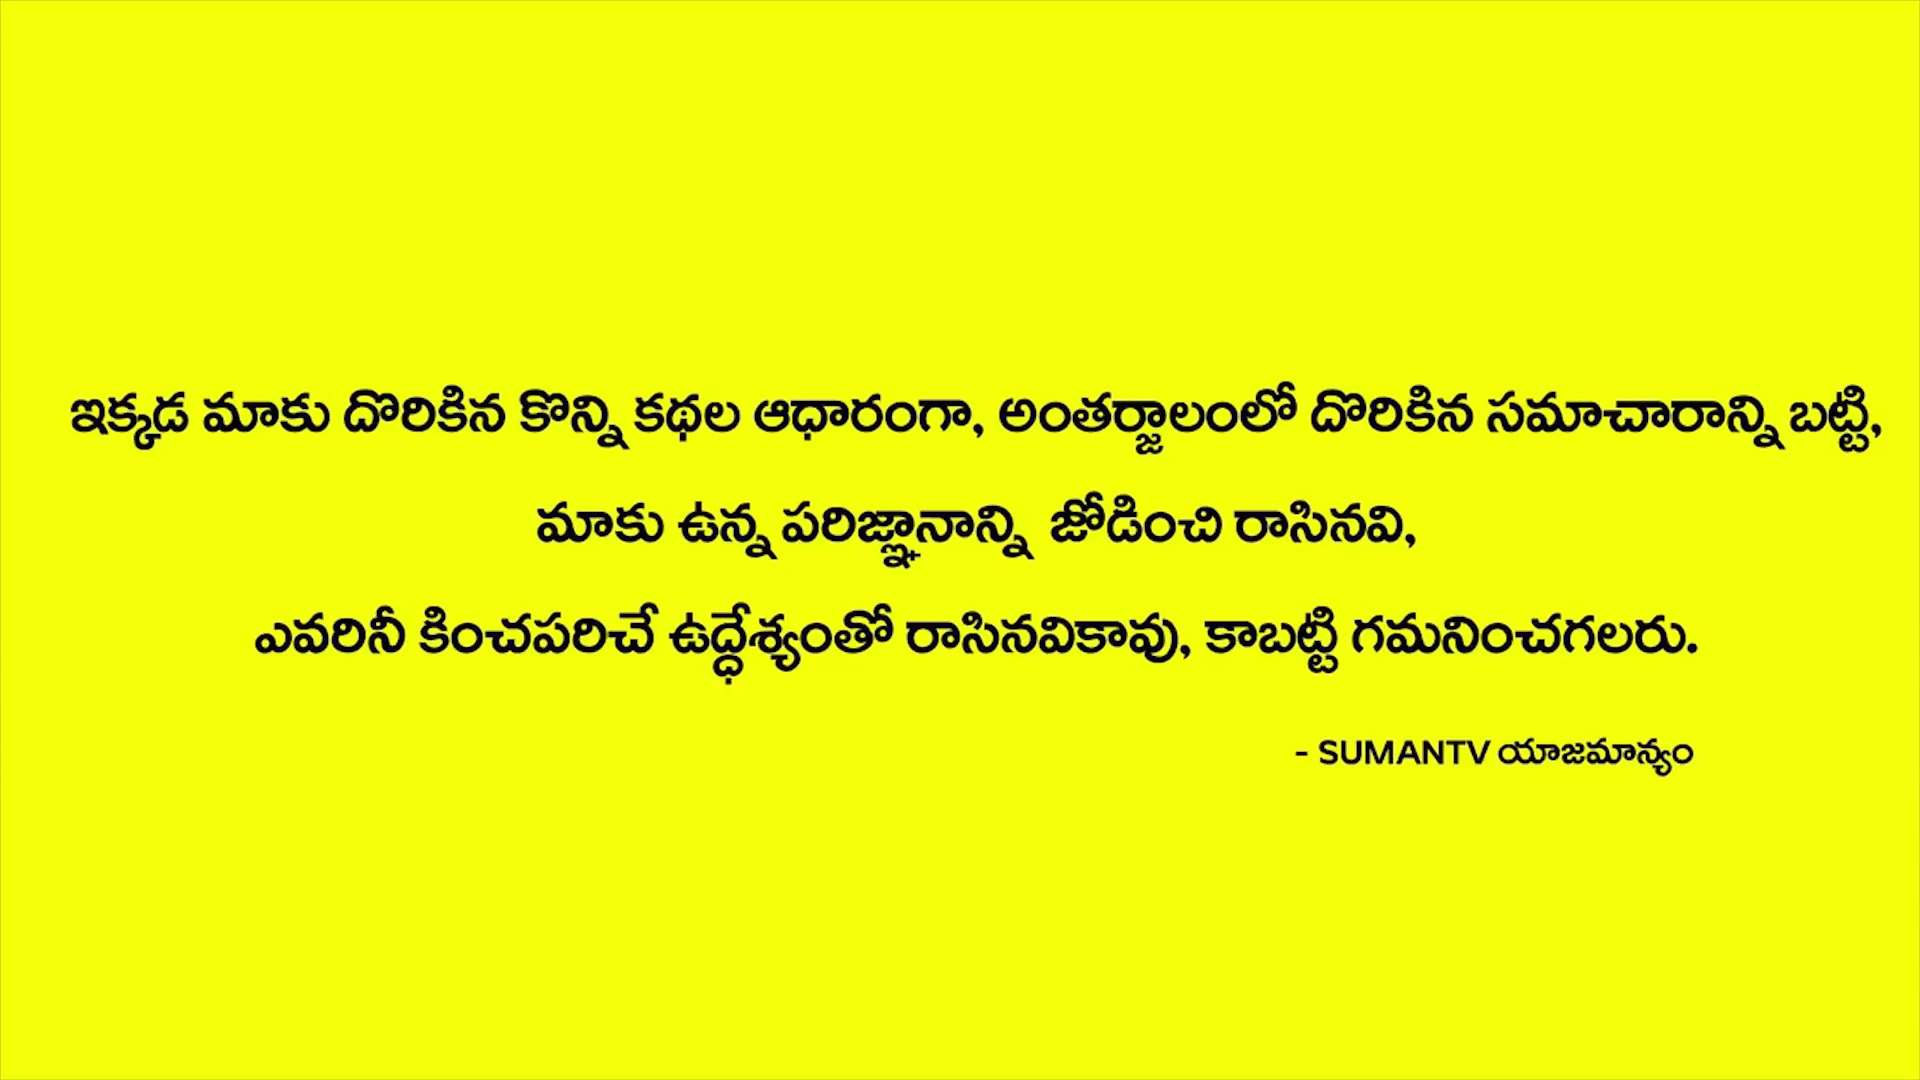 ఇక్కడ మాకు దొరికిన కొన్ని కథల ఆధారంగా, అంతర్జాలంలో దొరికిన సమాచారాన్ని బట్టి,
మాకు ఉన్న పరిజ్ఞానాన్ని జోడించి రాసినవి,
ఎవరినీ కించపరిచే ఉద్ధేశ్యంతో రాసినవికావు, కాబట్టి గమనించగలరు.
- SUMANTV యాజమాన్యం